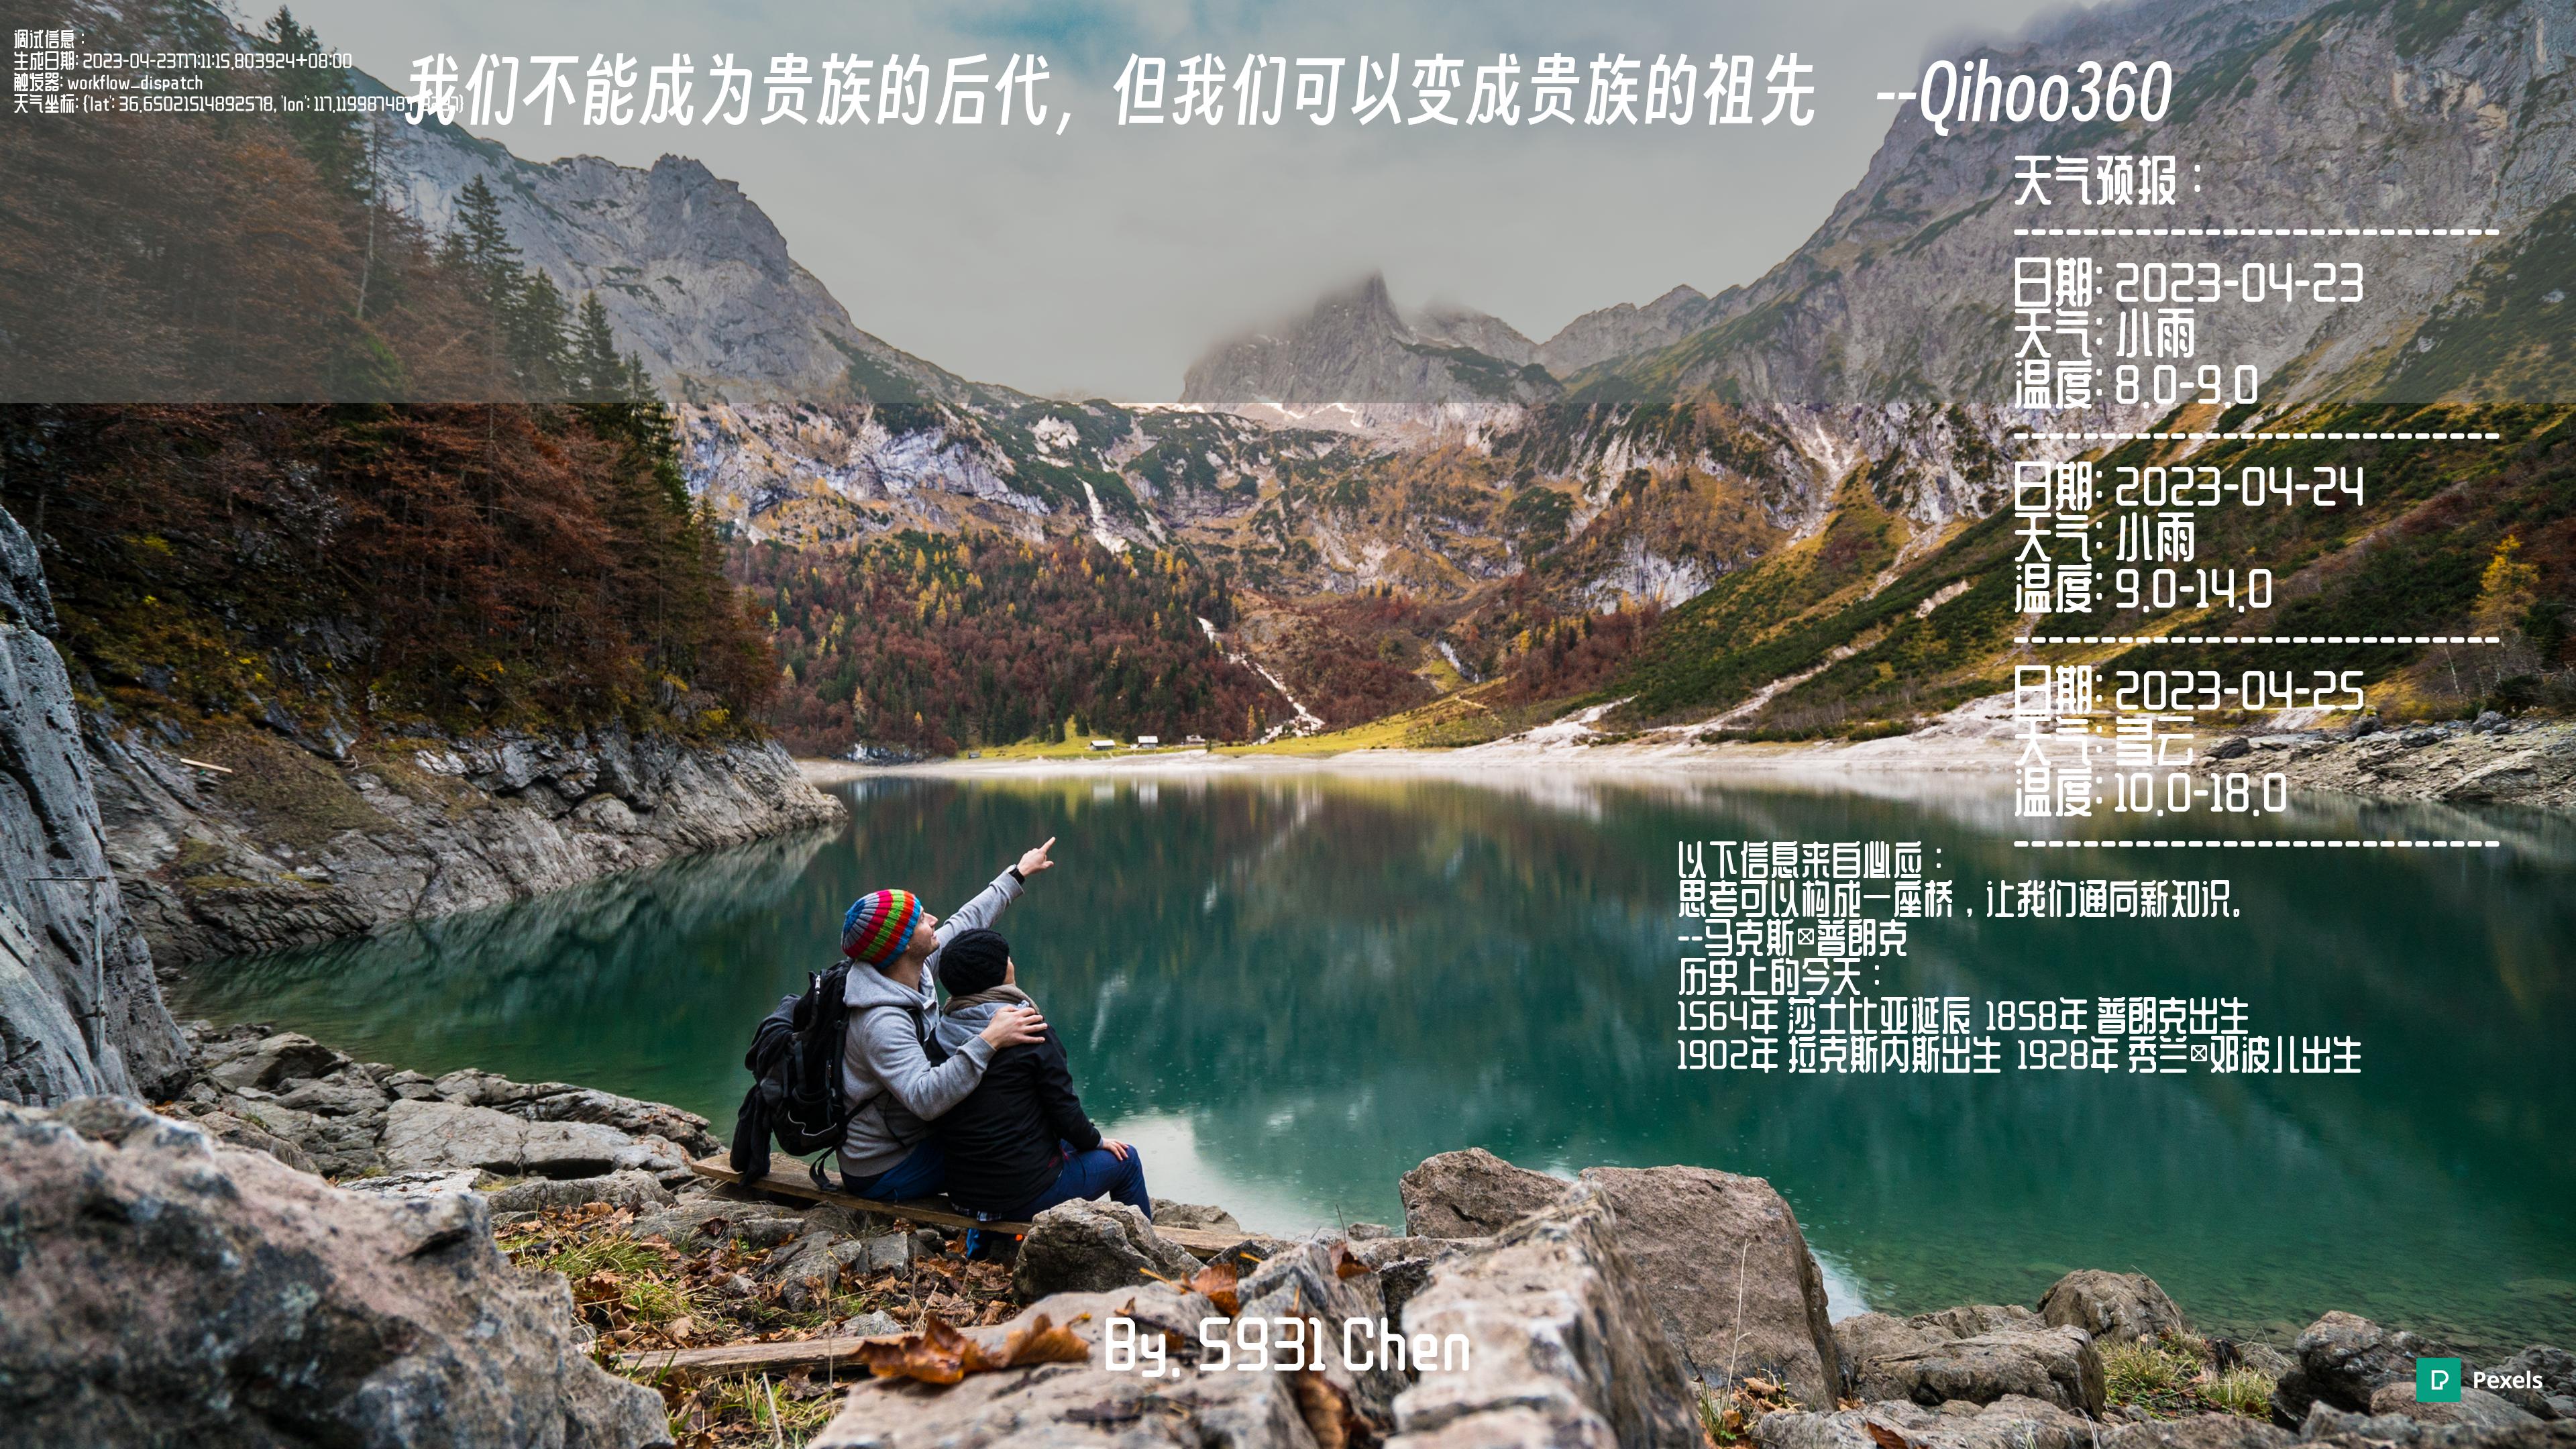 调试信息：
生成日期: 2023-04-23T17:11:15.803924+08:00
触发器: workflow_dispatch
天气坐标: {'lat': 36.65021514892578, 'lon': 117.1199874
我们不能成为贵族的后代，但我们可以变成贵族的祖先 --Qihoo360
天气预报：
----------------------------
日期: 2023-04-23
天气: 小雨
温度: 8.0-9.0
----------------------------
日期: 2023-04-24
天气: 小雨
温度: 9.0-14.0
----------------------------
日期: 2023-04-25
天气: 多云
温度: 10.0-18.0
----------------------------
以下信息来自必应：
思考可以构成一座桥，让我们通向新知识。
--马克斯☒普朗克
历史上的今天：
1564年 莎士比亚诞辰 1858年 普朗克出生
1902年 拉克斯内斯出生 1928年 秀兰☒邓波儿出生
By. S931 Chen
Pexels